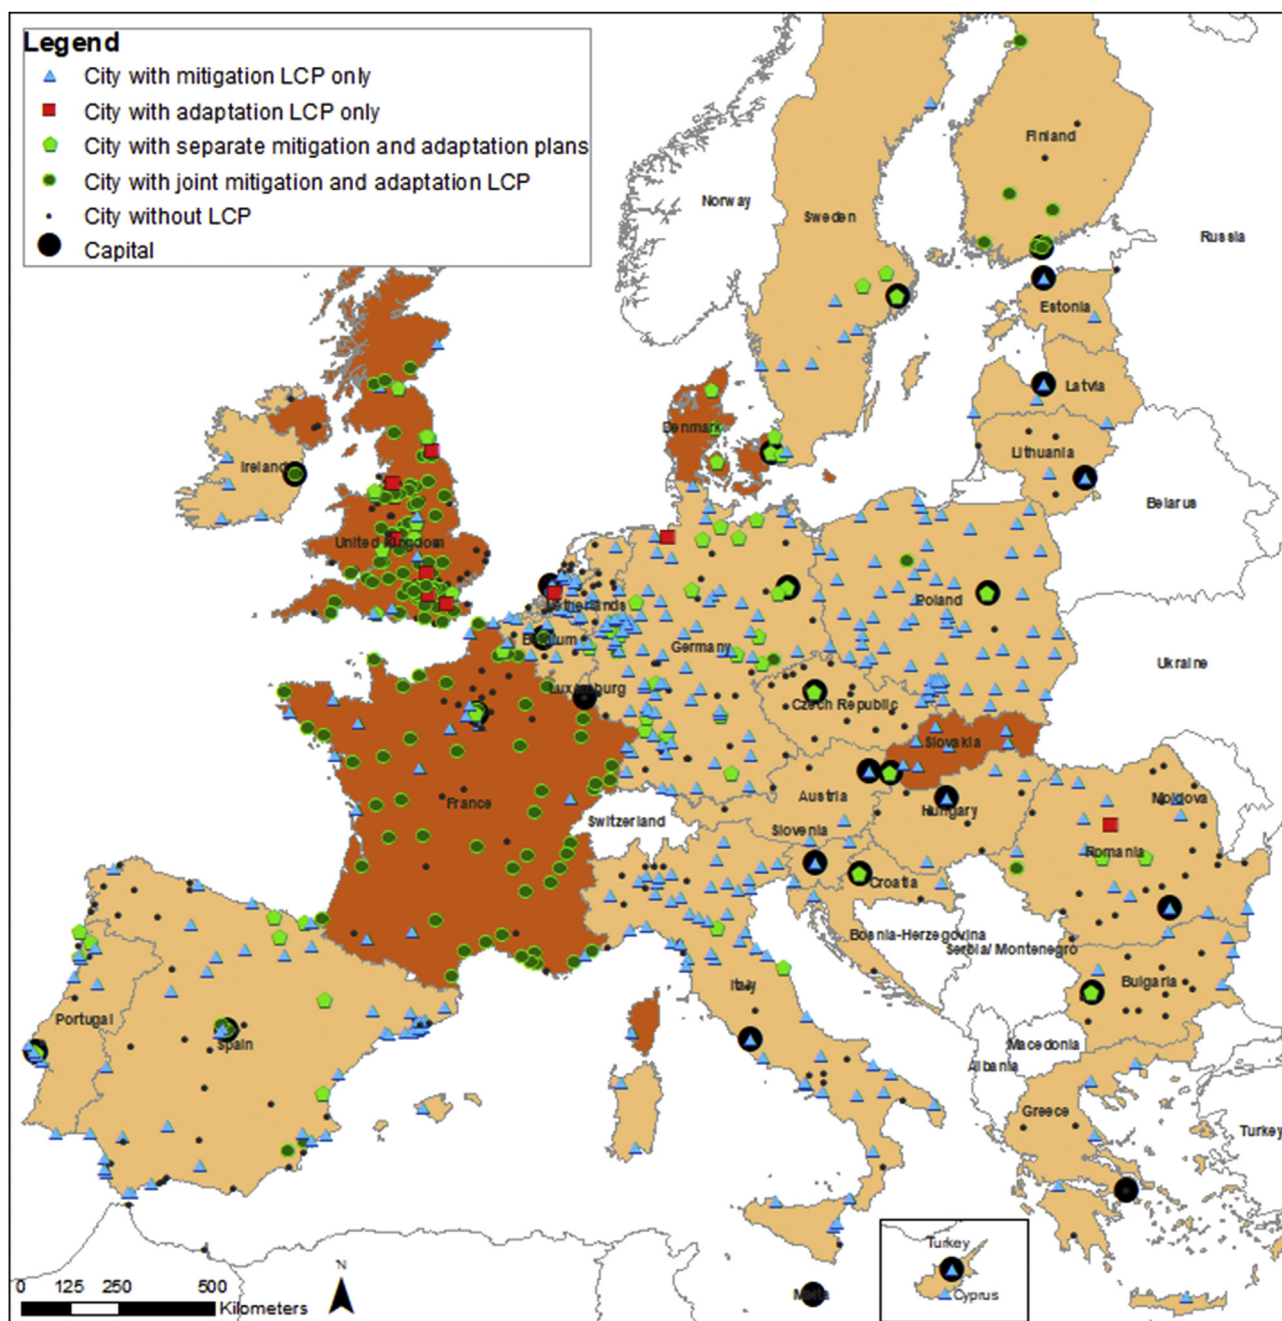 Legend
City with mitigation LCP only
City with adaptation LCP only
City with separate mitigation and adaptation plans
City with joint mitigation and adaptation LCP
City without LCP
Capital
Finland
Norway
Sweden
Russia
Estonia
Latvia
Denmark
Lithuania
Ireland
Belarus
United Kingdom
Netherlands
Poland
Belgium
Germany
Ukraine
Luxemburg
Czech Republic
Slovakia
France
Austria
Moldova
Hungary
Switzerland
Slovenia
Romania
Croatia
Bosnia-Herzegovina
Serbia/ Montenegro
Italy
Bulgaria
Portugal
Spain
Macedonia
Albania
Greece
Turkey
Turkey
Cyprus
Malta
N
0 125 250 500
Kilometers